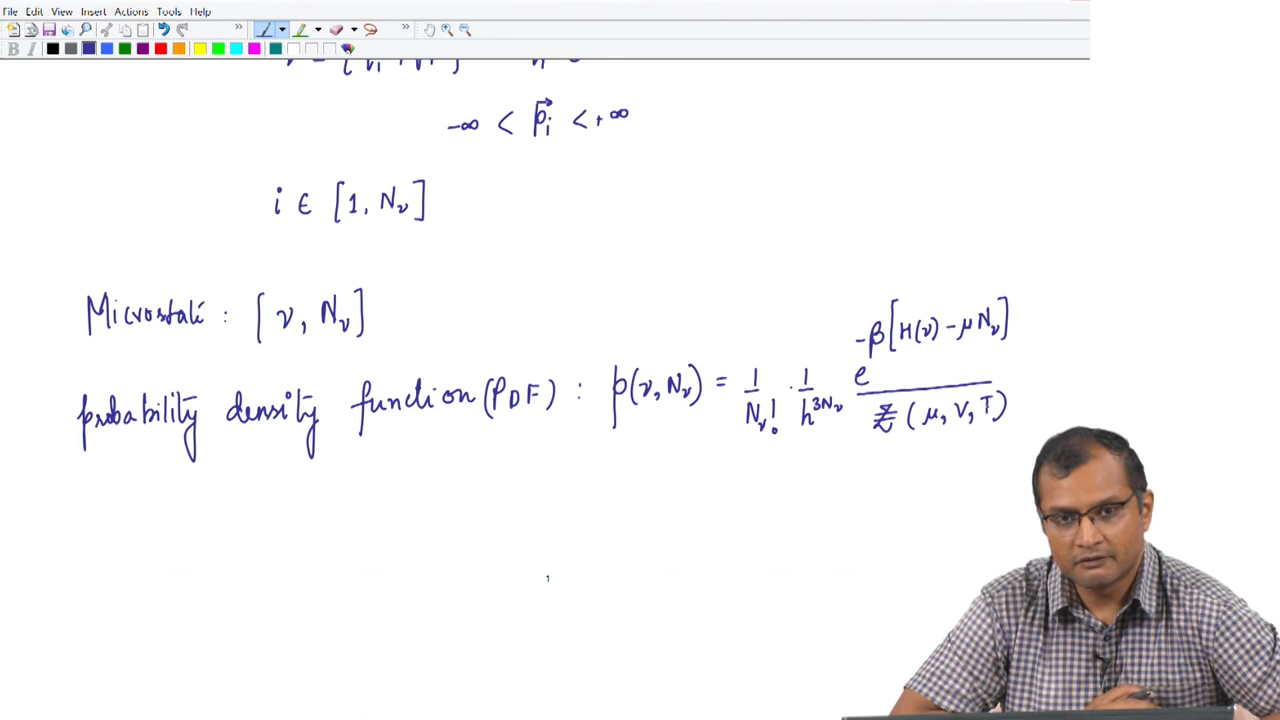 File Edit View Insert Actions Tools Help
B I
-∞ < p⃗ᵢ < +∞
i ∈ [1, N_ν]
Microstate : [ν, N_ν]
probability density function (PDF) : p(ν, N_ν) = 1/N_ν! · 1/h^{3N_ν} e^{-β[H(ν) - μN_ν]} / Z(μ, V, T)
1